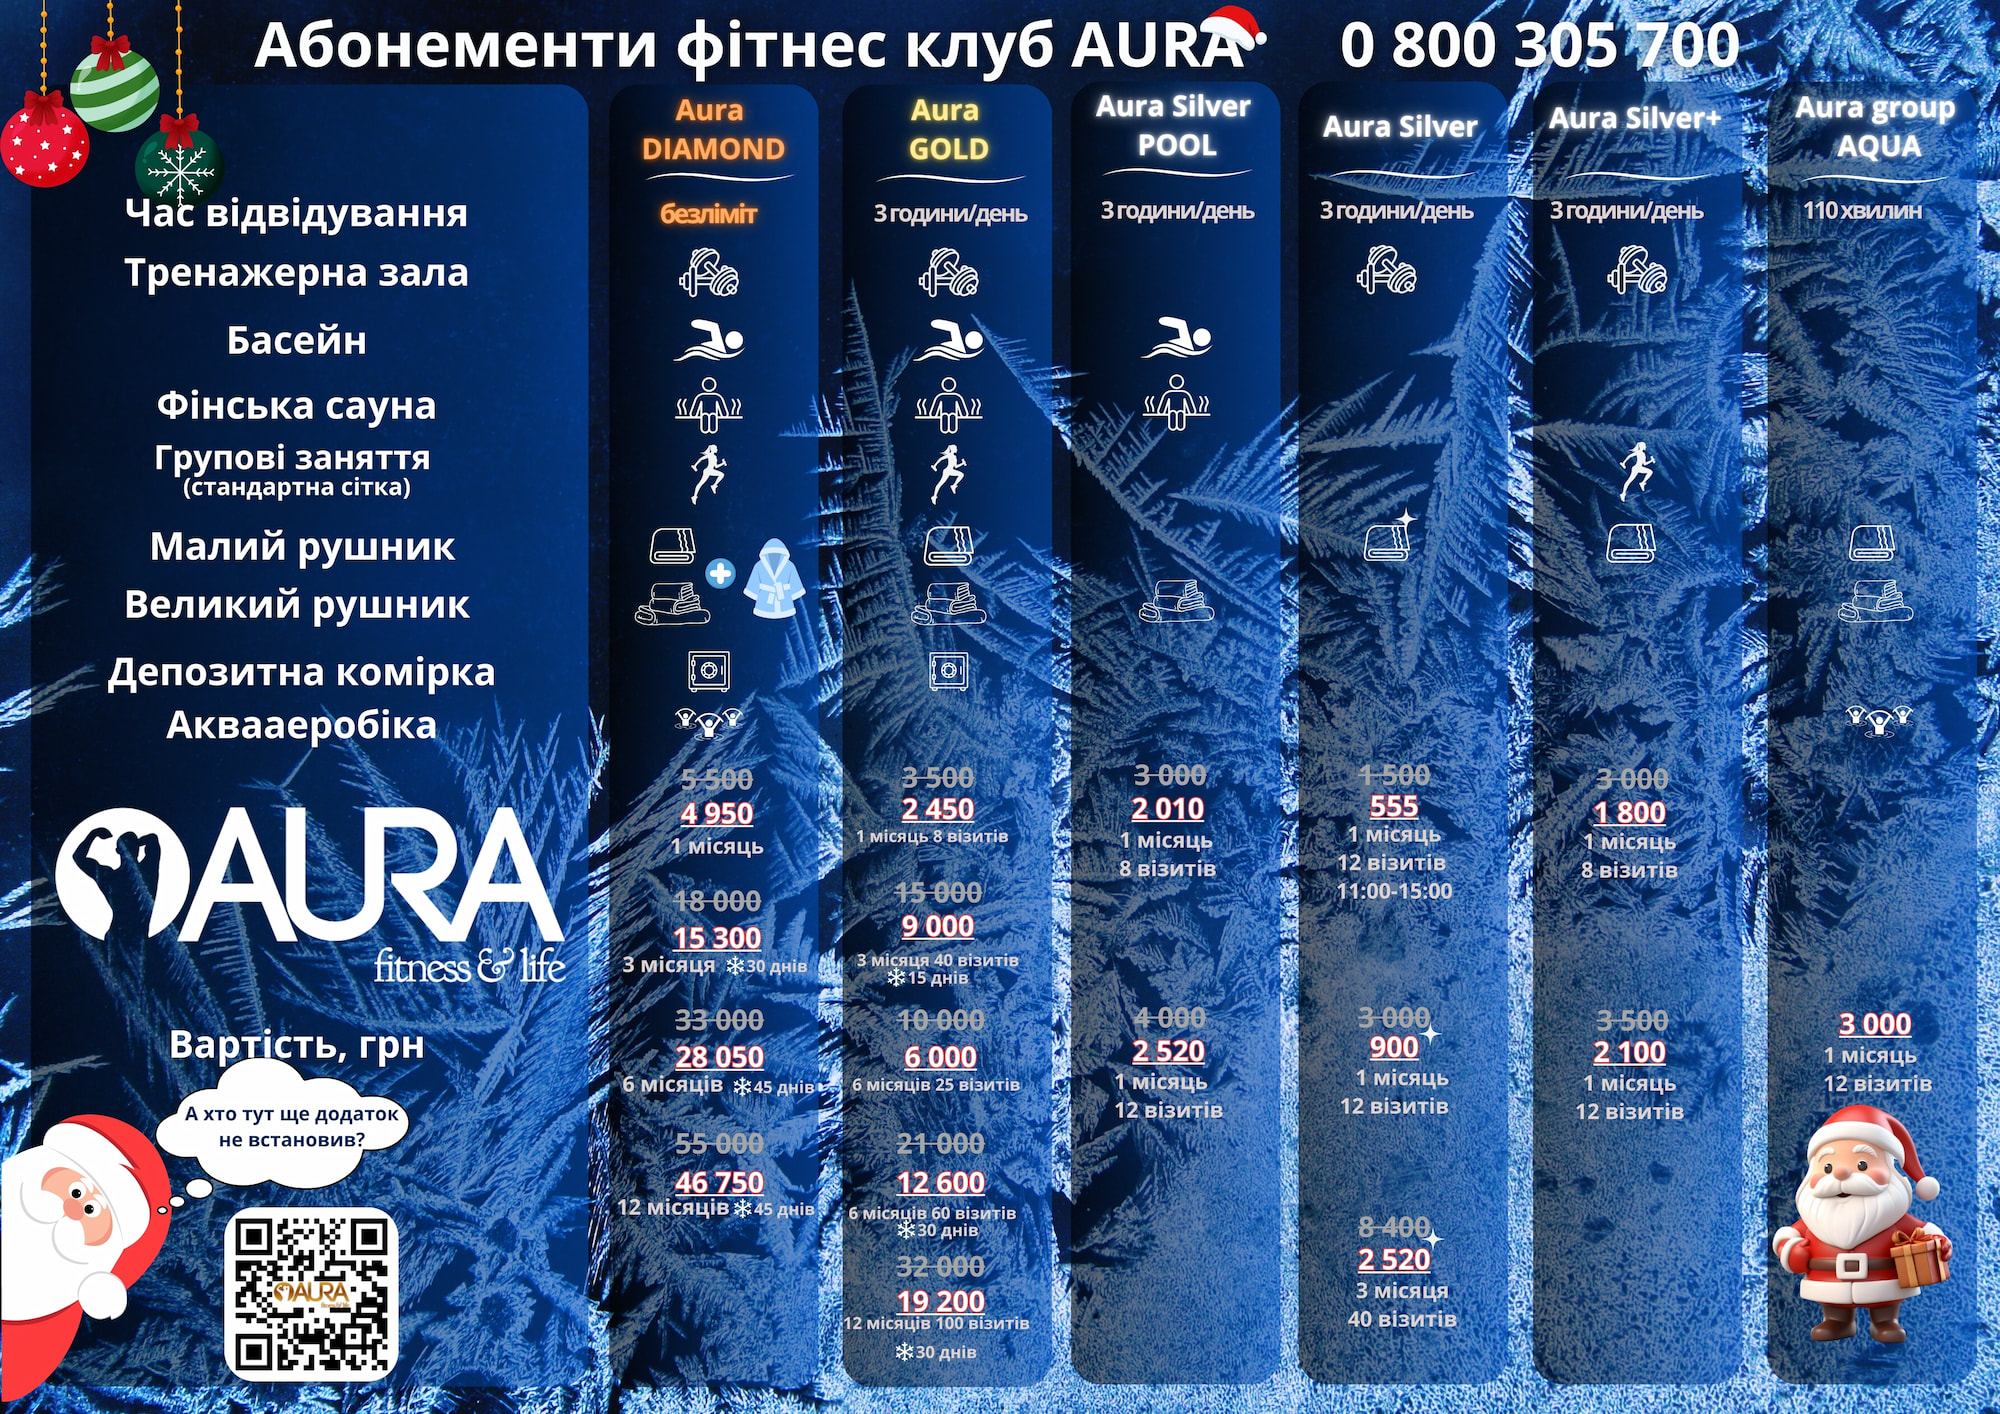 Абонементи фітнес клуб AURA
0 800 305 700
Час відвідування
Тренажерна зала
Басейн
Фінська сауна
Групові заняття
(стандартна сітка)
Малий рушник
Великий рушник
Депозитна комірка
Аквааеробіка
AURA
fitness & life
Вартість, грн
А хто тут ще додаток
не встановив?
AURA
Aura
DIAMOND
безліміт
5 500
4 950
1 місяць
18 000
15 300
3 місяця 30 днів
33 000
28 050
6 місяців 45 днів
55 000
46 750
12 місяців 45 днів
Aura
GOLD
3 години/день
3 500
2 450
1 місяць 8 візитів
15 000
9 000
3 місяця 40 візитів
15 днів
10 000
6 000
6 місяців 25 візитів
21 000
12 600
6 місяців 60 візитів
30 днів
32 000
19 200
12 місяців 100 візитів
30 днів
Aura Silver
POOL
3 години/день
3 000
2 010
1 місяць
8 візитів
4 000
2 520
1 місяць
12 візитів
Aura Silver
3 години/день
1 500
555
1 місяць
12 візитів
11:00-15:00
3 000
900
1 місяць
12 візитів
8 400
2 520
3 місяця
40 візитів
Aura Silver+
3 години/день
3 000
1 800
1 місяць
8 візитів
3 500
2 100
1 місяць
12 візитів
Aura group
AQUA
110 хвилин
3 000
1 місяць
12 візитів